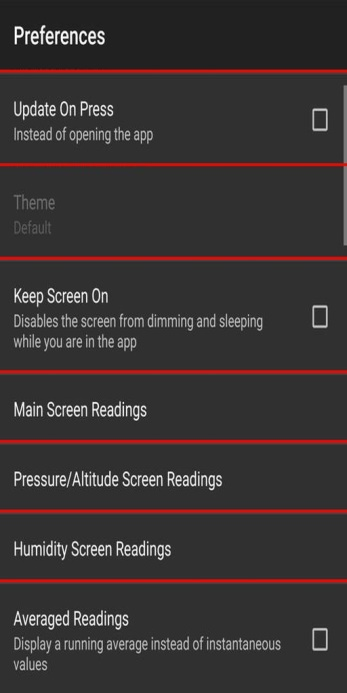 Preferences
Update On Press
Instead of opening the app
Theme
Default
Keep Screen On
Disables the screen from dimming and sleeping
while you are in the app
Main Screen Readings
Pressure/Altitude Screen Readings
Humidity Screen Readings
Averaged Readings
Display a running average instead of instantaneous
values